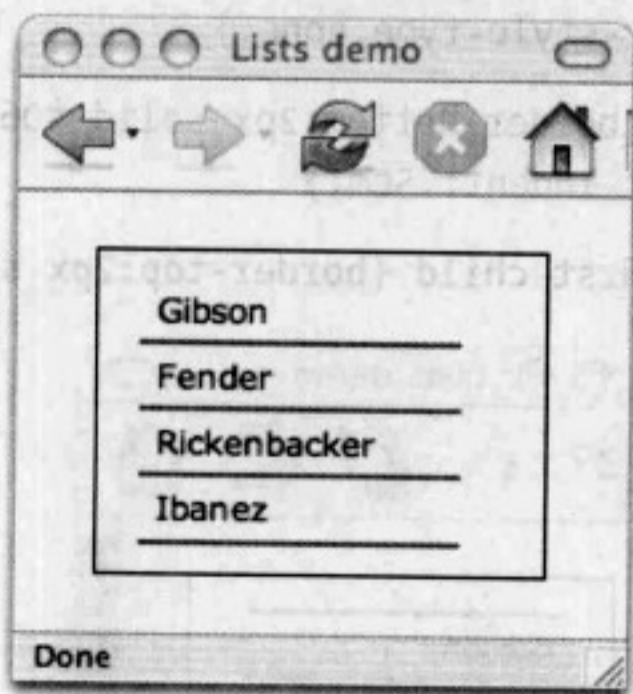 Lists demo
Gibson
Fender
Rickenbacker
Ibanez
Done